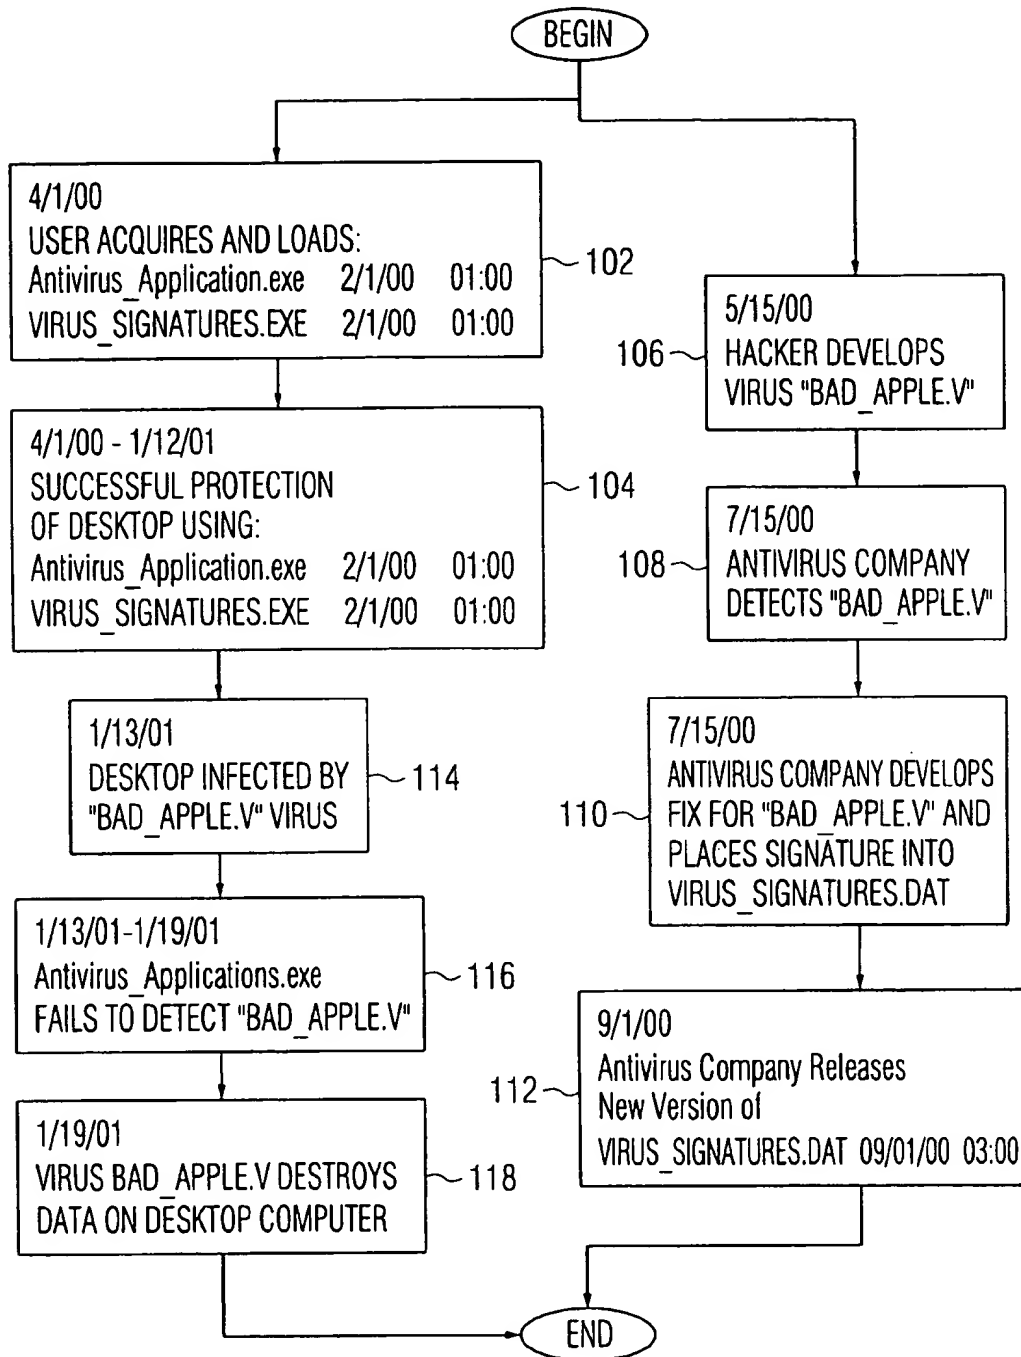 BEGIN
4/1/00
USER ACQUIRES AND LOADS:
Antivirus_Application.exe 2/1/00 01:00
VIRUS_SIGNATURES.EXE 2/1/00 01:00
102
4/1/00 - 1/12/01
SUCCESSFUL PROTECTION
OF DESKTOP USING:
Antivirus_Application.exe 2/1/00 01:00
VIRUS_SIGNATURES.EXE 2/1/00 01:00
104
1/13/01
DESKTOP INFECTED BY
"BAD_APPLE.V" VIRUS
114
1/13/01-1/19/01
Antivirus_Applications.exe
FAILS TO DETECT "BAD_APPLE.V"
116
1/19/01
VIRUS BAD_APPLE.V DESTROYS
DATA ON DESKTOP COMPUTER
118
106
5/15/00
HACKER DEVELOPS
VIRUS "BAD_APPLE.V"
108
7/15/00
ANTIVIRUS COMPANY
DETECTS "BAD_APPLE.V"
110
7/15/00
ANTIVIRUS COMPANY DEVELOPS
FIX FOR "BAD_APPLE.V" AND
PLACES SIGNATURE INTO
VIRUS_SIGNATURES.DAT
112
9/1/00
Antivirus Company Releases
New Version of
VIRUS_SIGNATURES.DAT 09/01/00 03:00
END